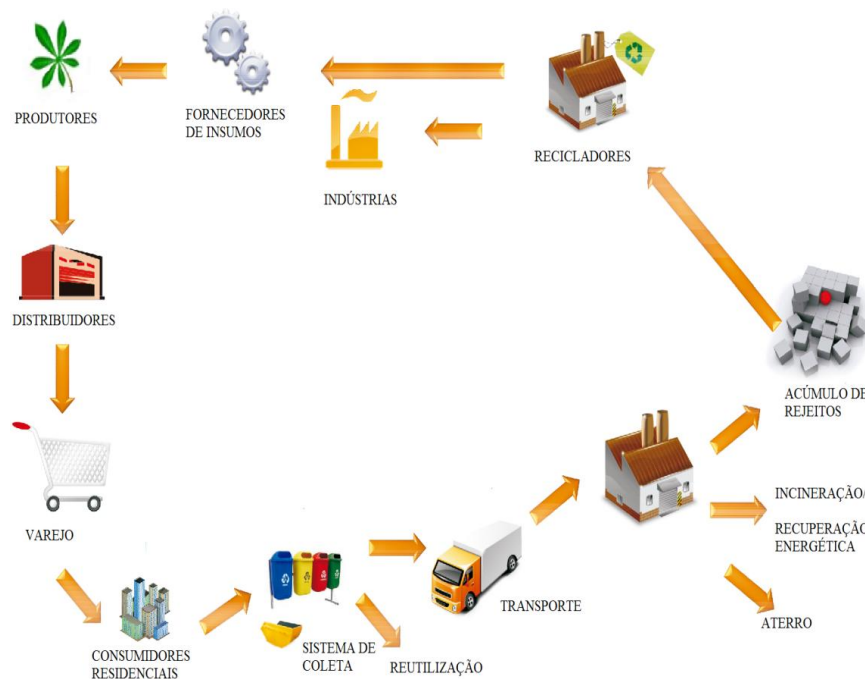 PRODUTORES
FORNECEDORES
DE INSUMOS
INDÚSTRIAS
RECICLADORES
DISTRIBUIDORES
ACÚMULO DE
REJEITOS
VAREJO
INCINERAÇÃO/
RECUPERAÇÃO
ENERGÉTICA
TRANSPORTE
ATERRO
CONSUMIDORES
RESIDENCIAIS
SISTEMA DE
COLETA
REUTILIZAÇÃO